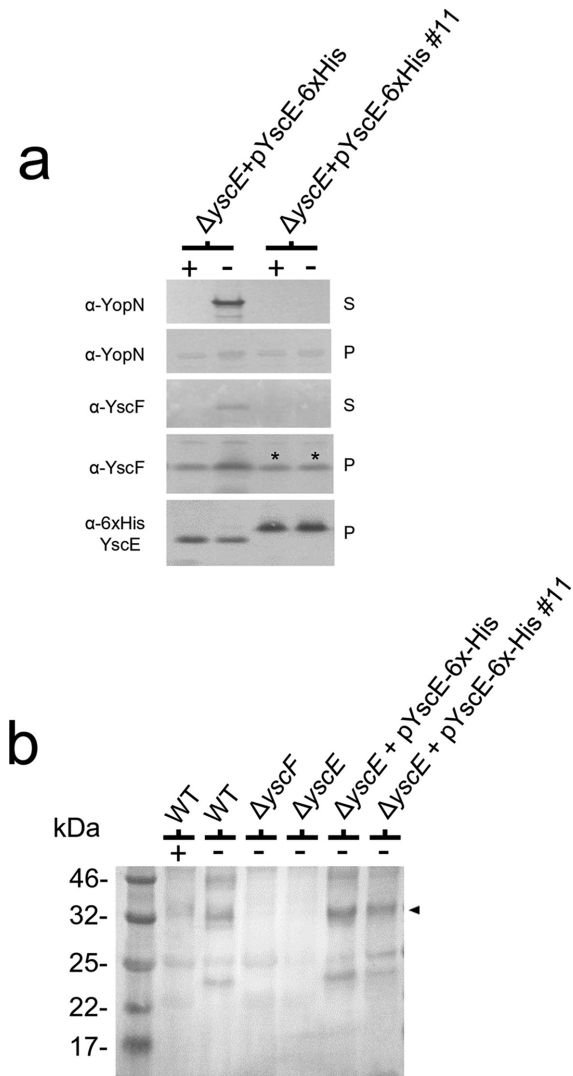 a
ΔyscE+pYscE-6xHis
ΔyscE+pYscE-6xHis #11
+ - + -
α-YopN S
α-YopN P
α-YscF S
* *
α-YscF P
α-6xHis
YscE P
b
kDa
WT
WT
ΔyscF
ΔyscE
ΔyscE + pYscE-6x-His
ΔyscE + pYscE-6x-His #11
+ - - - - -
46-
32-
25-
22-
17-